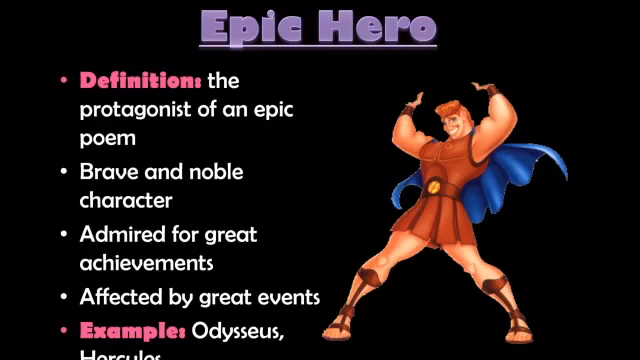 Epic Hero
• Definition: the
protagonist of an epic
poem
• Brave and noble
character
• Admired for great
achievements
• Affected by great events
• Example: Odysseus,
Hercules